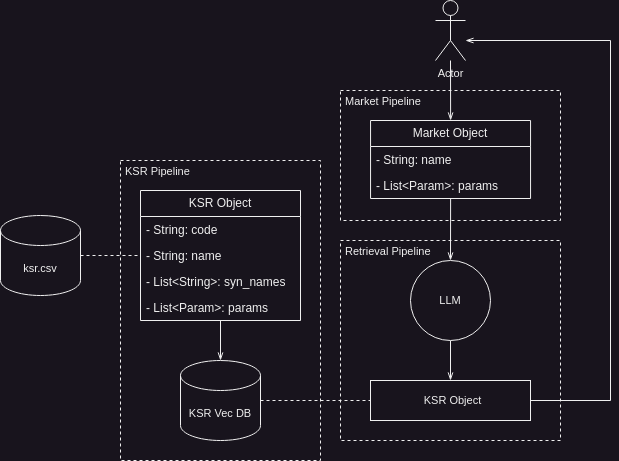 Actor
Market Pipeline
Market Object
- String: name
- List<Param>: params
KSR Pipeline
KSR Object
- String: code
- String: name
- List<String>: syn_names
- List<Param>: params
ksr.csv
KSR Vec DB
Retrieval Pipeline
LLM
KSR Object